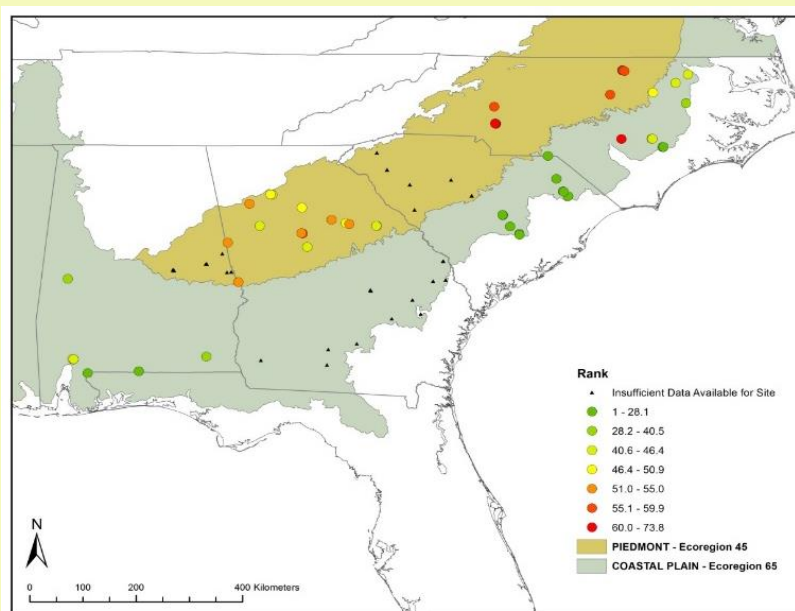 Rank
Insufficient Data Available for Site
1 - 28.1
28.2 - 40.5
40.6 - 46.4
46.4 - 50.9
51.0 - 55.0
55.1 - 59.9
60.0 - 73.8
PIEDMONT - Ecoregion 45
COASTAL PLAIN - Ecoregion 65
N
0 100 200 400 Kilometers